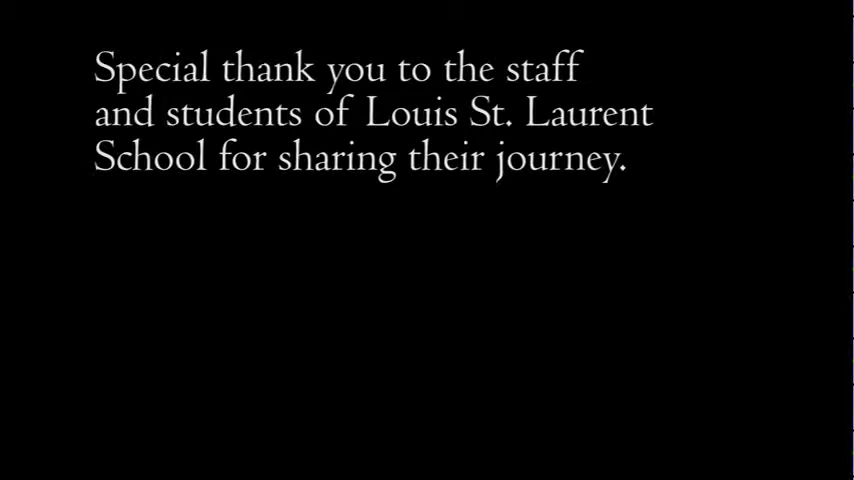 Special thank you to the staff
and students of Louis St. Laurent
School for sharing their journey.